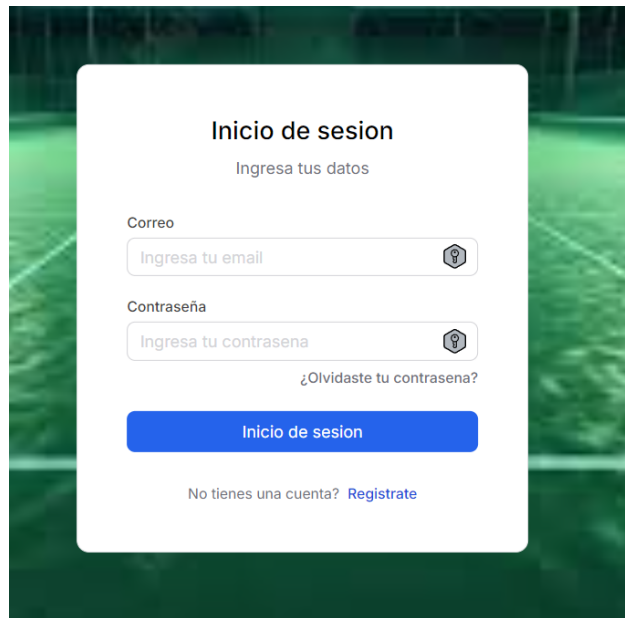 Inicio de sesion
Ingresa tus datos
Correo
Ingresa tu email
Contraseña
Ingresa tu contrasena
¿Olvidaste tu contrasena?
Inicio de sesion
No tienes una cuenta? Registrate